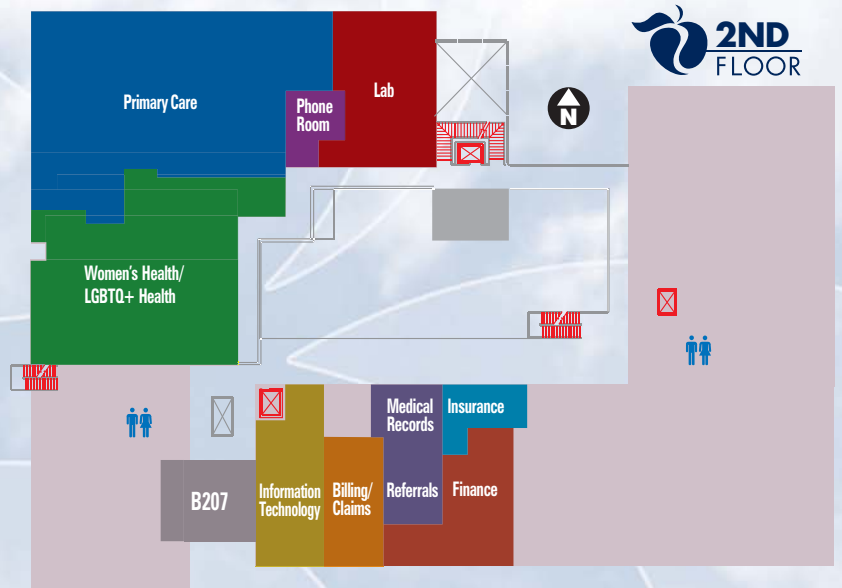 2ND
FLOOR
N
Primary Care
Lab
Phone
Room
Women's Health/
LGBTQ+ Health
Medical
Records
Insurance
B207
Information
Technology
Billing/
Claims
Referrals
Finance